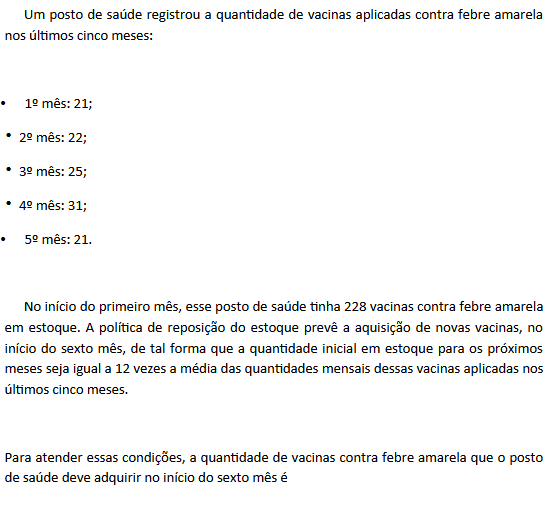 Um posto de saúde registrou a quantidade de vacinas aplicadas contra febre amarela
nos últimos cinco meses:
• 1º mês: 21;
• 2º mês: 22;
• 3º mês: 25;
• 4º mês: 31;
• 5º mês: 21.
No início do primeiro mês, esse posto de saúde tinha 228 vacinas contra febre amarela
em estoque. A política de reposição do estoque prevê a aquisição de novas vacinas, no
início do sexto mês, de tal forma que a quantidade inicial em estoque para os próximos
meses seja igual a 12 vezes a média das quantidades mensais dessas vacinas aplicadas nos
últimos cinco meses.
Para atender essas condições, a quantidade de vacinas contra febre amarela que o posto
de saúde deve adquirir no início do sexto mês é